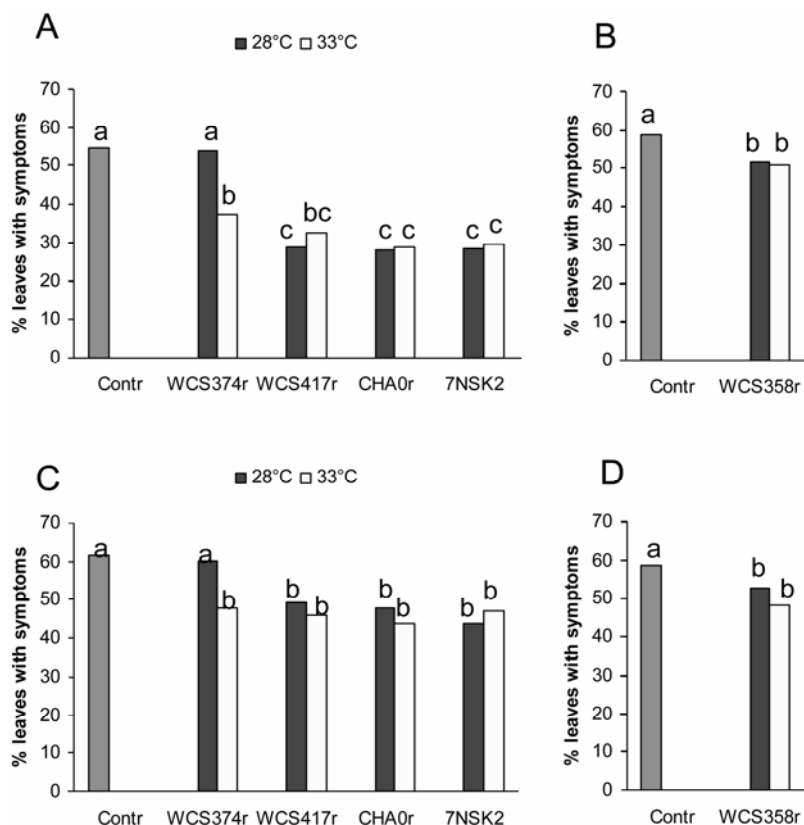 A
28°C 33°C
% leaves with symptoms
70
60
50
40
30
20
10
0
a
a
b
c
bc
c c
c c
Contr WCS374r WCS417r CHA0r 7NSK2
B
% leaves with symptoms
70
60
50
40
30
20
10
0
a
b b
Contr WCS358r
C
28°C 33°C
% leaves with symptoms
70
60
50
40
30
20
10
0
a
a
b
b b
b b
b b
Contr WCS374r WCS417r CHA0r 7NSK2
D
% leaves with symptoms
70
60
50
40
30
20
10
0
a
b b
Contr WCS358r